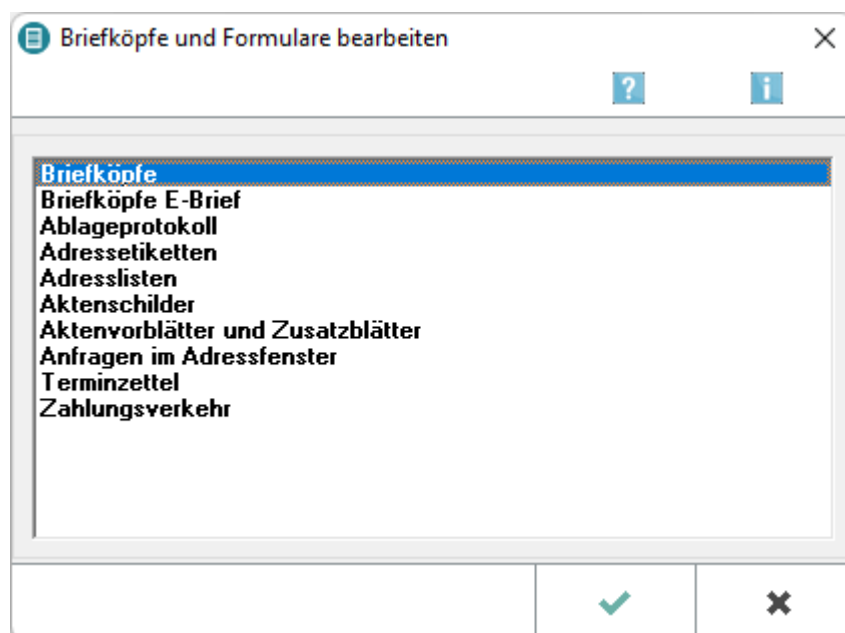 Briefköpfe und Formulare bearbeiten
?
i
Briefköpfe
Briefköpfe E-Brief
Ablageprotokoll
Adressetiketten
Adresslisten
Aktenschilder
Aktenvorblätter und Zusatzblätter
Anfragen im Adressfenster
Terminzettel
Zahlungsverkehr